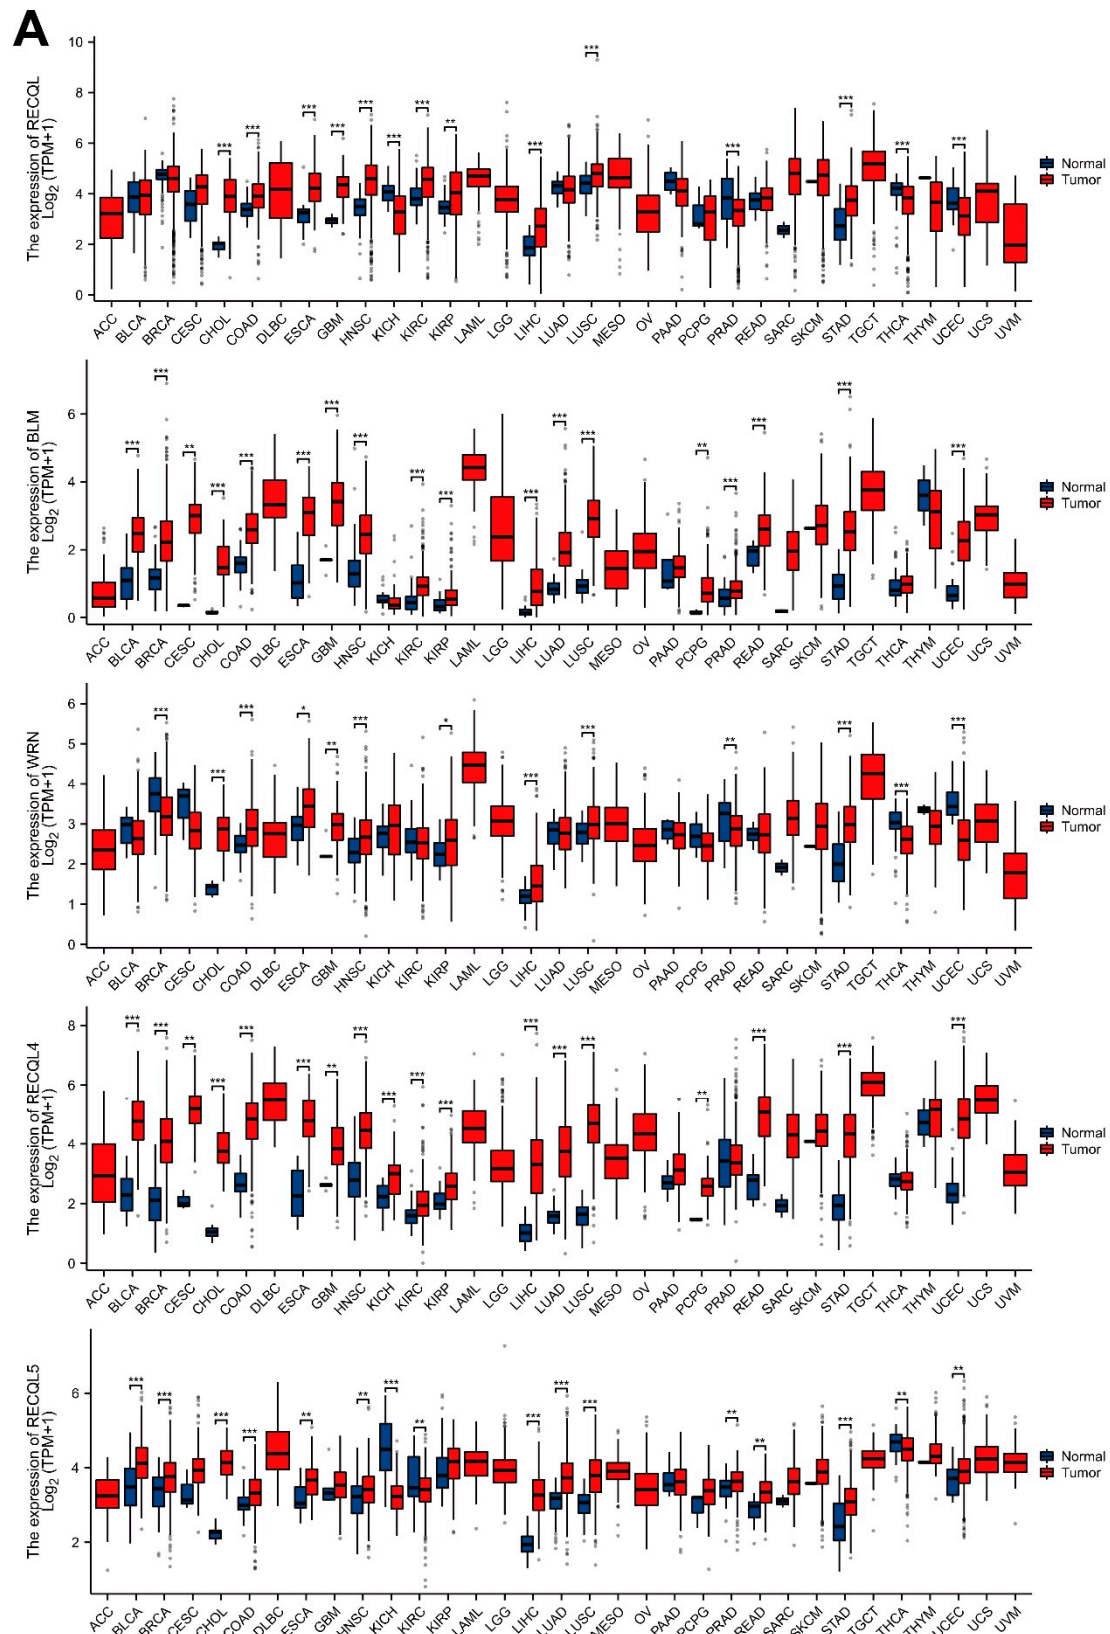 A
The expression of RECQL
Log2 (TPM+1)
10
8
6
4
2
0
*** *** *** *** *** *** *** ** *** *** *** *** *** ***
Normal
Tumor
ACC BLCA BRCA CESC CHOL COAD DLBC ESCA GBM HNSC KICH KIRC KIRP LAML LGG LIHC LUAD LUSC MESO OV PAAD PCPG PRAD READ SARC SKCM STAD TGCT THCA THYM UCEC UCS UVM
The expression of BLM
Log2 (TPM+1)
6
4
2
0
*** *** ** *** *** *** *** *** *** *** *** *** *** ** *** *** *** ***
Normal
Tumor
ACC BLCA BRCA CESC CHOL COAD DLBC ESCA GBM HNSC KICH KIRC KIRP LAML LGG LIHC LUAD LUSC MESO OV PAAD PCPG PRAD READ SARC SKCM STAD TGCT THCA THYM UCEC UCS UVM
The expression of WRN
Log2 (TPM+1)
6
5
4
3
2
1
0
*** *** *** * ** *** * *** *** ** *** *** ***
Normal
Tumor
ACC BLCA BRCA CESC CHOL COAD DLBC ESCA GBM HNSC KICH KIRC KIRP LAML LGG LIHC LUAD LUSC MESO OV PAAD PCPG PRAD READ SARC SKCM STAD TGCT THCA THYM UCEC UCS UVM
The expression of RECQL4
Log2 (TPM+1)
8
6
4
2
0
*** *** ** *** *** *** ** *** *** *** *** *** *** *** ** *** *** ***
Normal
Tumor
ACC BLCA BRCA CESC CHOL COAD DLBC ESCA GBM HNSC KICH KIRC KIRP LAML LGG LIHC LUAD LUSC MESO OV PAAD PCPG PRAD READ SARC SKCM STAD TGCT THCA THYM UCEC UCS UVM
The expression of RECQL5
Log2 (TPM+1)
6
4
2
*** *** *** *** ** ** *** ** *** *** *** ** ** *** ** **
Normal
Tumor
ACC BLCA BRCA CESC CHOL COAD DLBC ESCA GBM HNSC KICH KIRC KIRP LAML LGG LIHC LUAD LUSC MESO OV PAAD PCPG PRAD READ SARC SKCM STAD TGCT THCA THYM UCEC UCS UVM